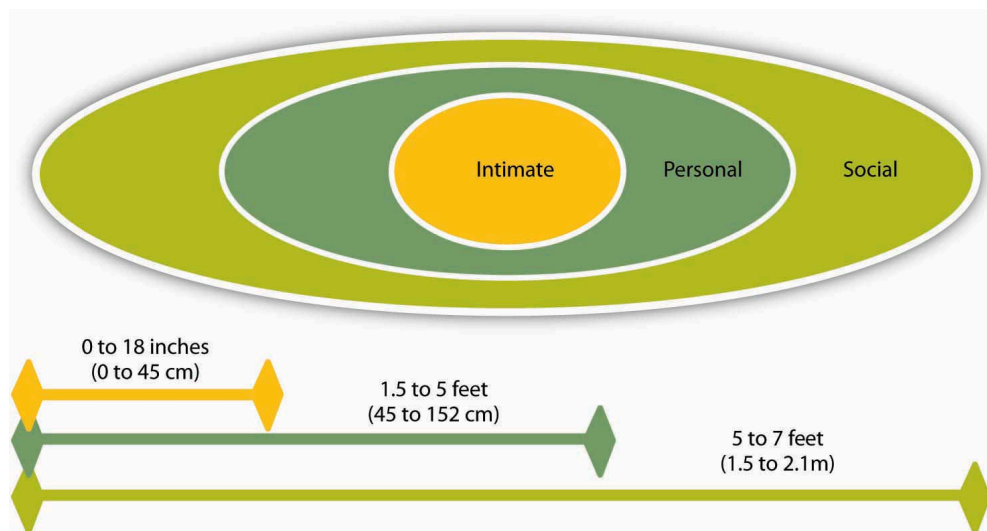 Intimate
Personal
Social
0 to 18 inches
(0 to 45 cm)
1.5 to 5 feet
(45 to 152 cm)
5 to 7 feet
(1.5 to 2.1m)